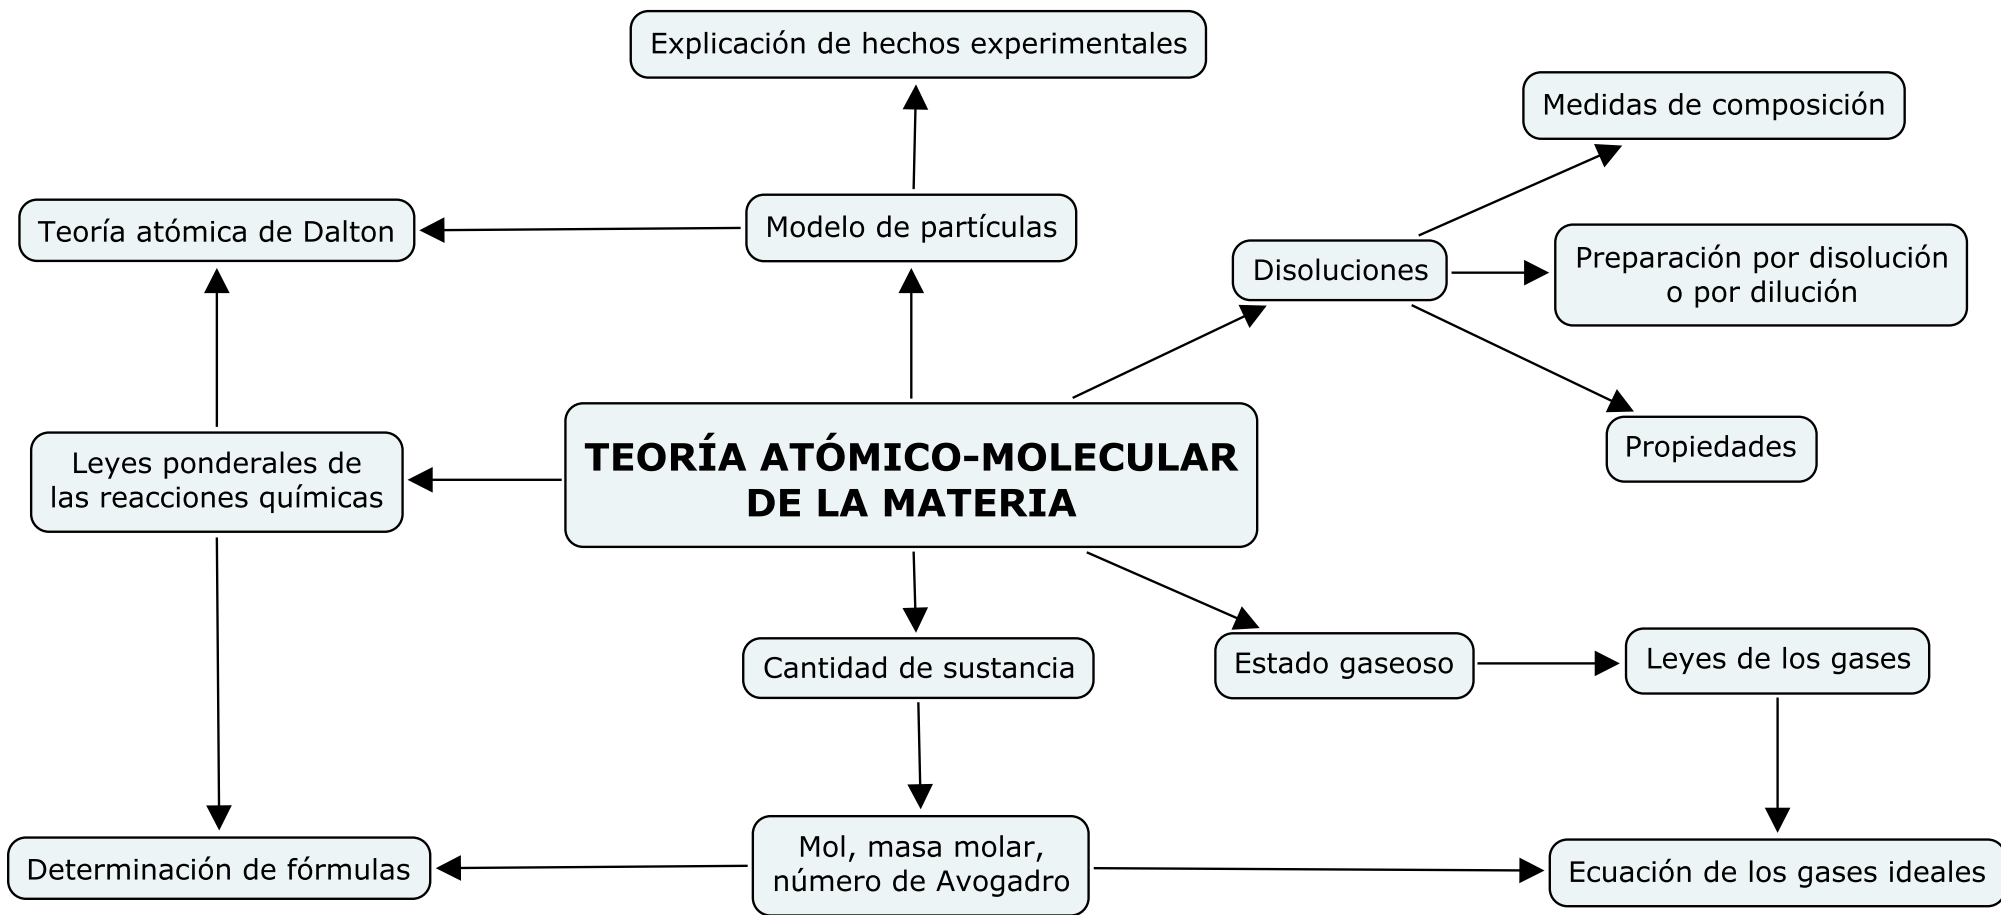 Explicación de hechos experimentales
Medidas de composición
Teoría atómica de Dalton
Modelo de partículas
Disoluciones
Preparación por disolución
o por dilución
TEORÍA ATÓMICO-MOLECULAR
DE LA MATERIA
Propiedades
Leyes ponderales de
las reacciones químicas
Cantidad de sustancia
Estado gaseoso
Leyes de los gases
Determinación de fórmulas
Mol, masa molar,
número de Avogadro
Ecuación de los gases ideales